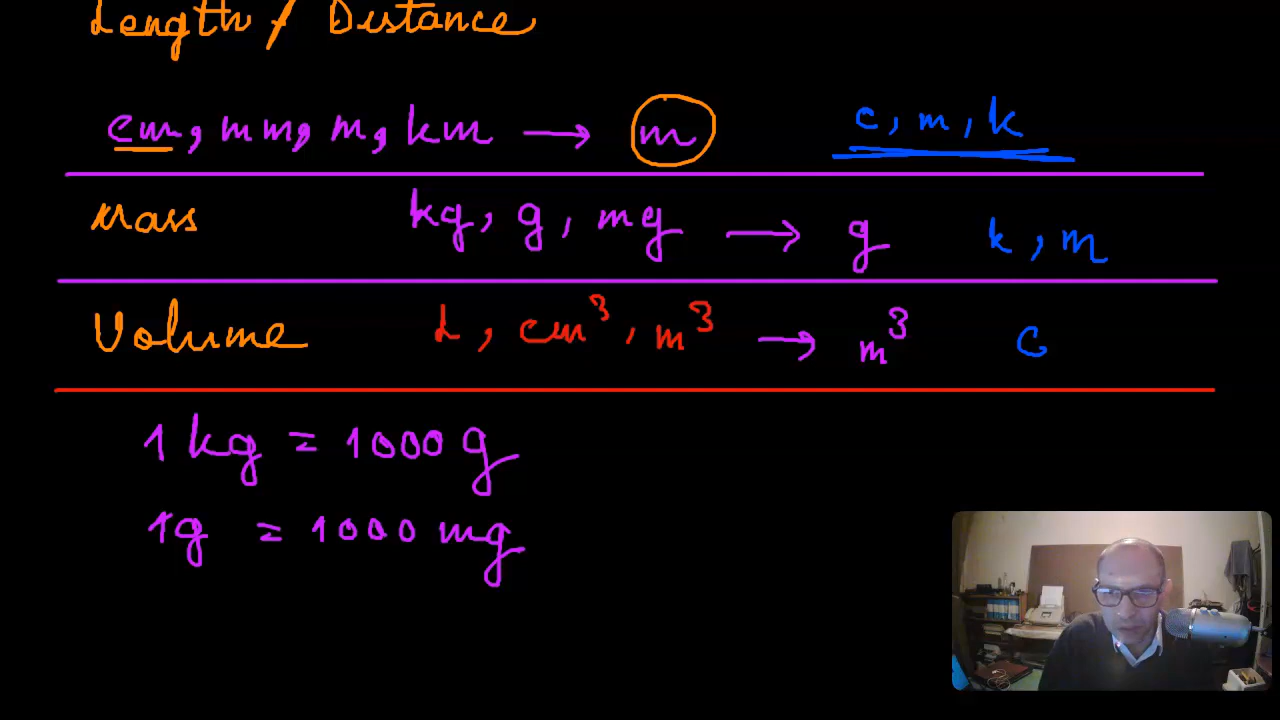 Length / Distance
cm, mm, m, km → m c, m, k
Mass kg, g, mg → g k, m
Volume L, cm³, m³ → m³ c
1 kg = 1000 g
1g = 1000 mg